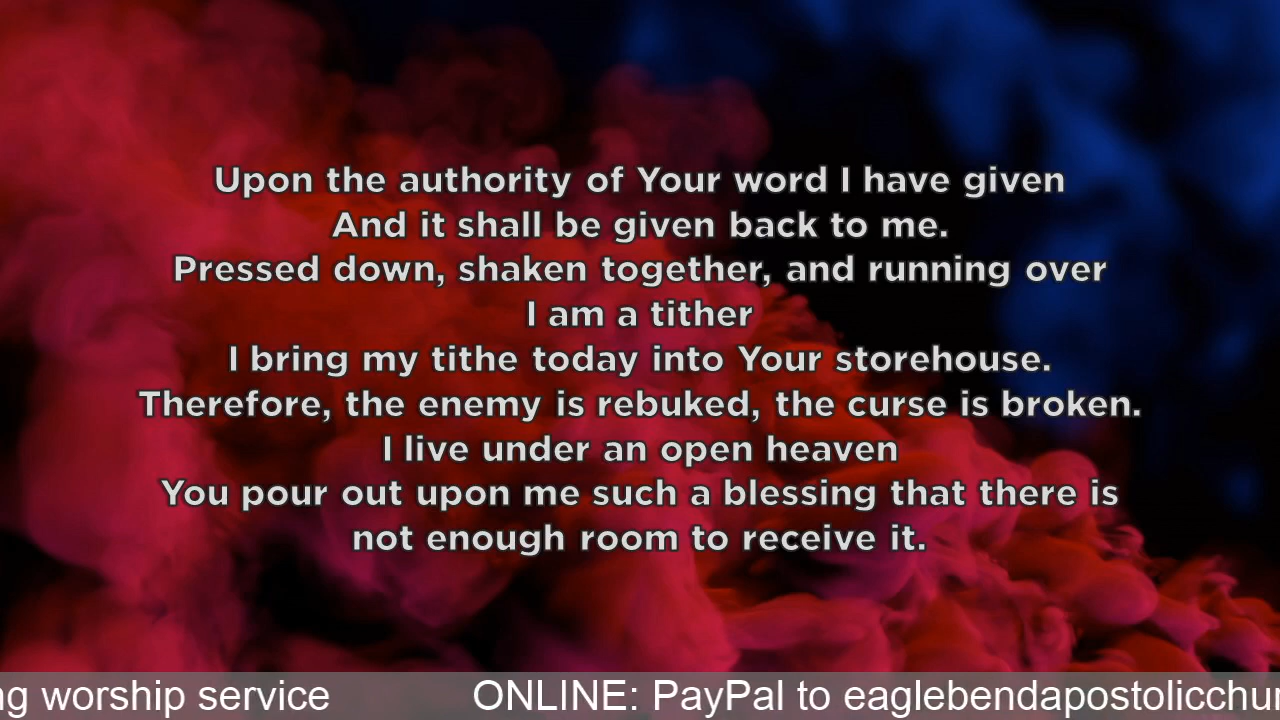 Upon the authority of Your word I have given
And it shall be given back to me.
Pressed down, shaken together, and running over
I am a tither
I bring my tithe today into Your storehouse.
Therefore, the enemy is rebuked, the curse is broken.
I live under an open heaven
You pour out upon me such a blessing that there is
not enough room to receive it.
worship service ONLINE: PayPal to